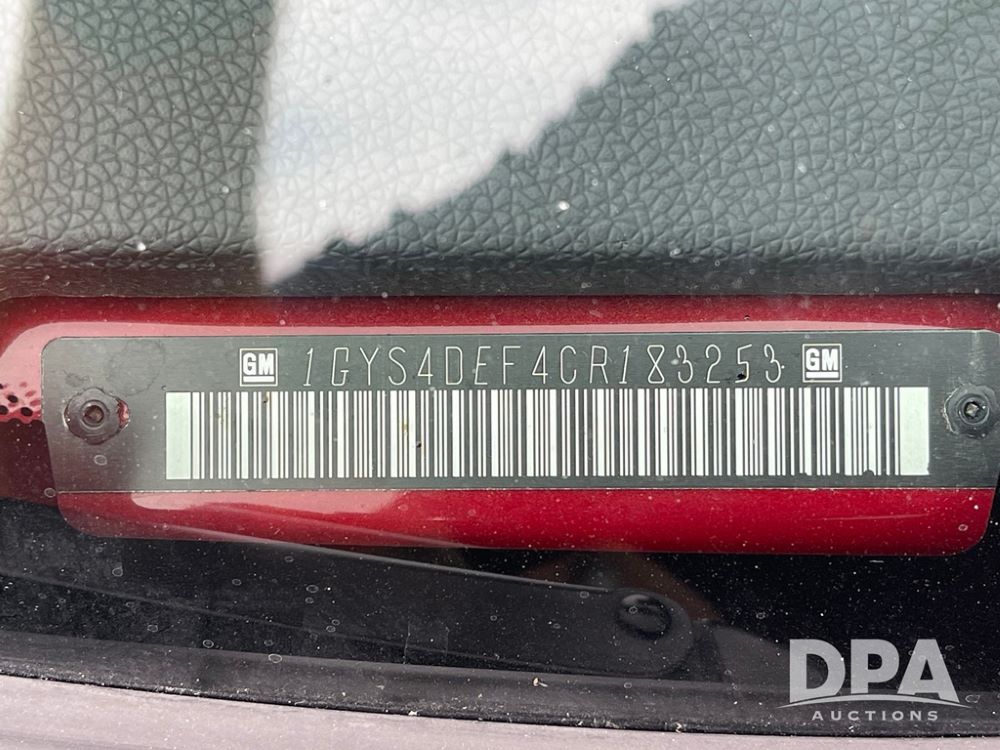 GM 1GYS4DEF4CR183253 GM
DPA
AUCTIONS